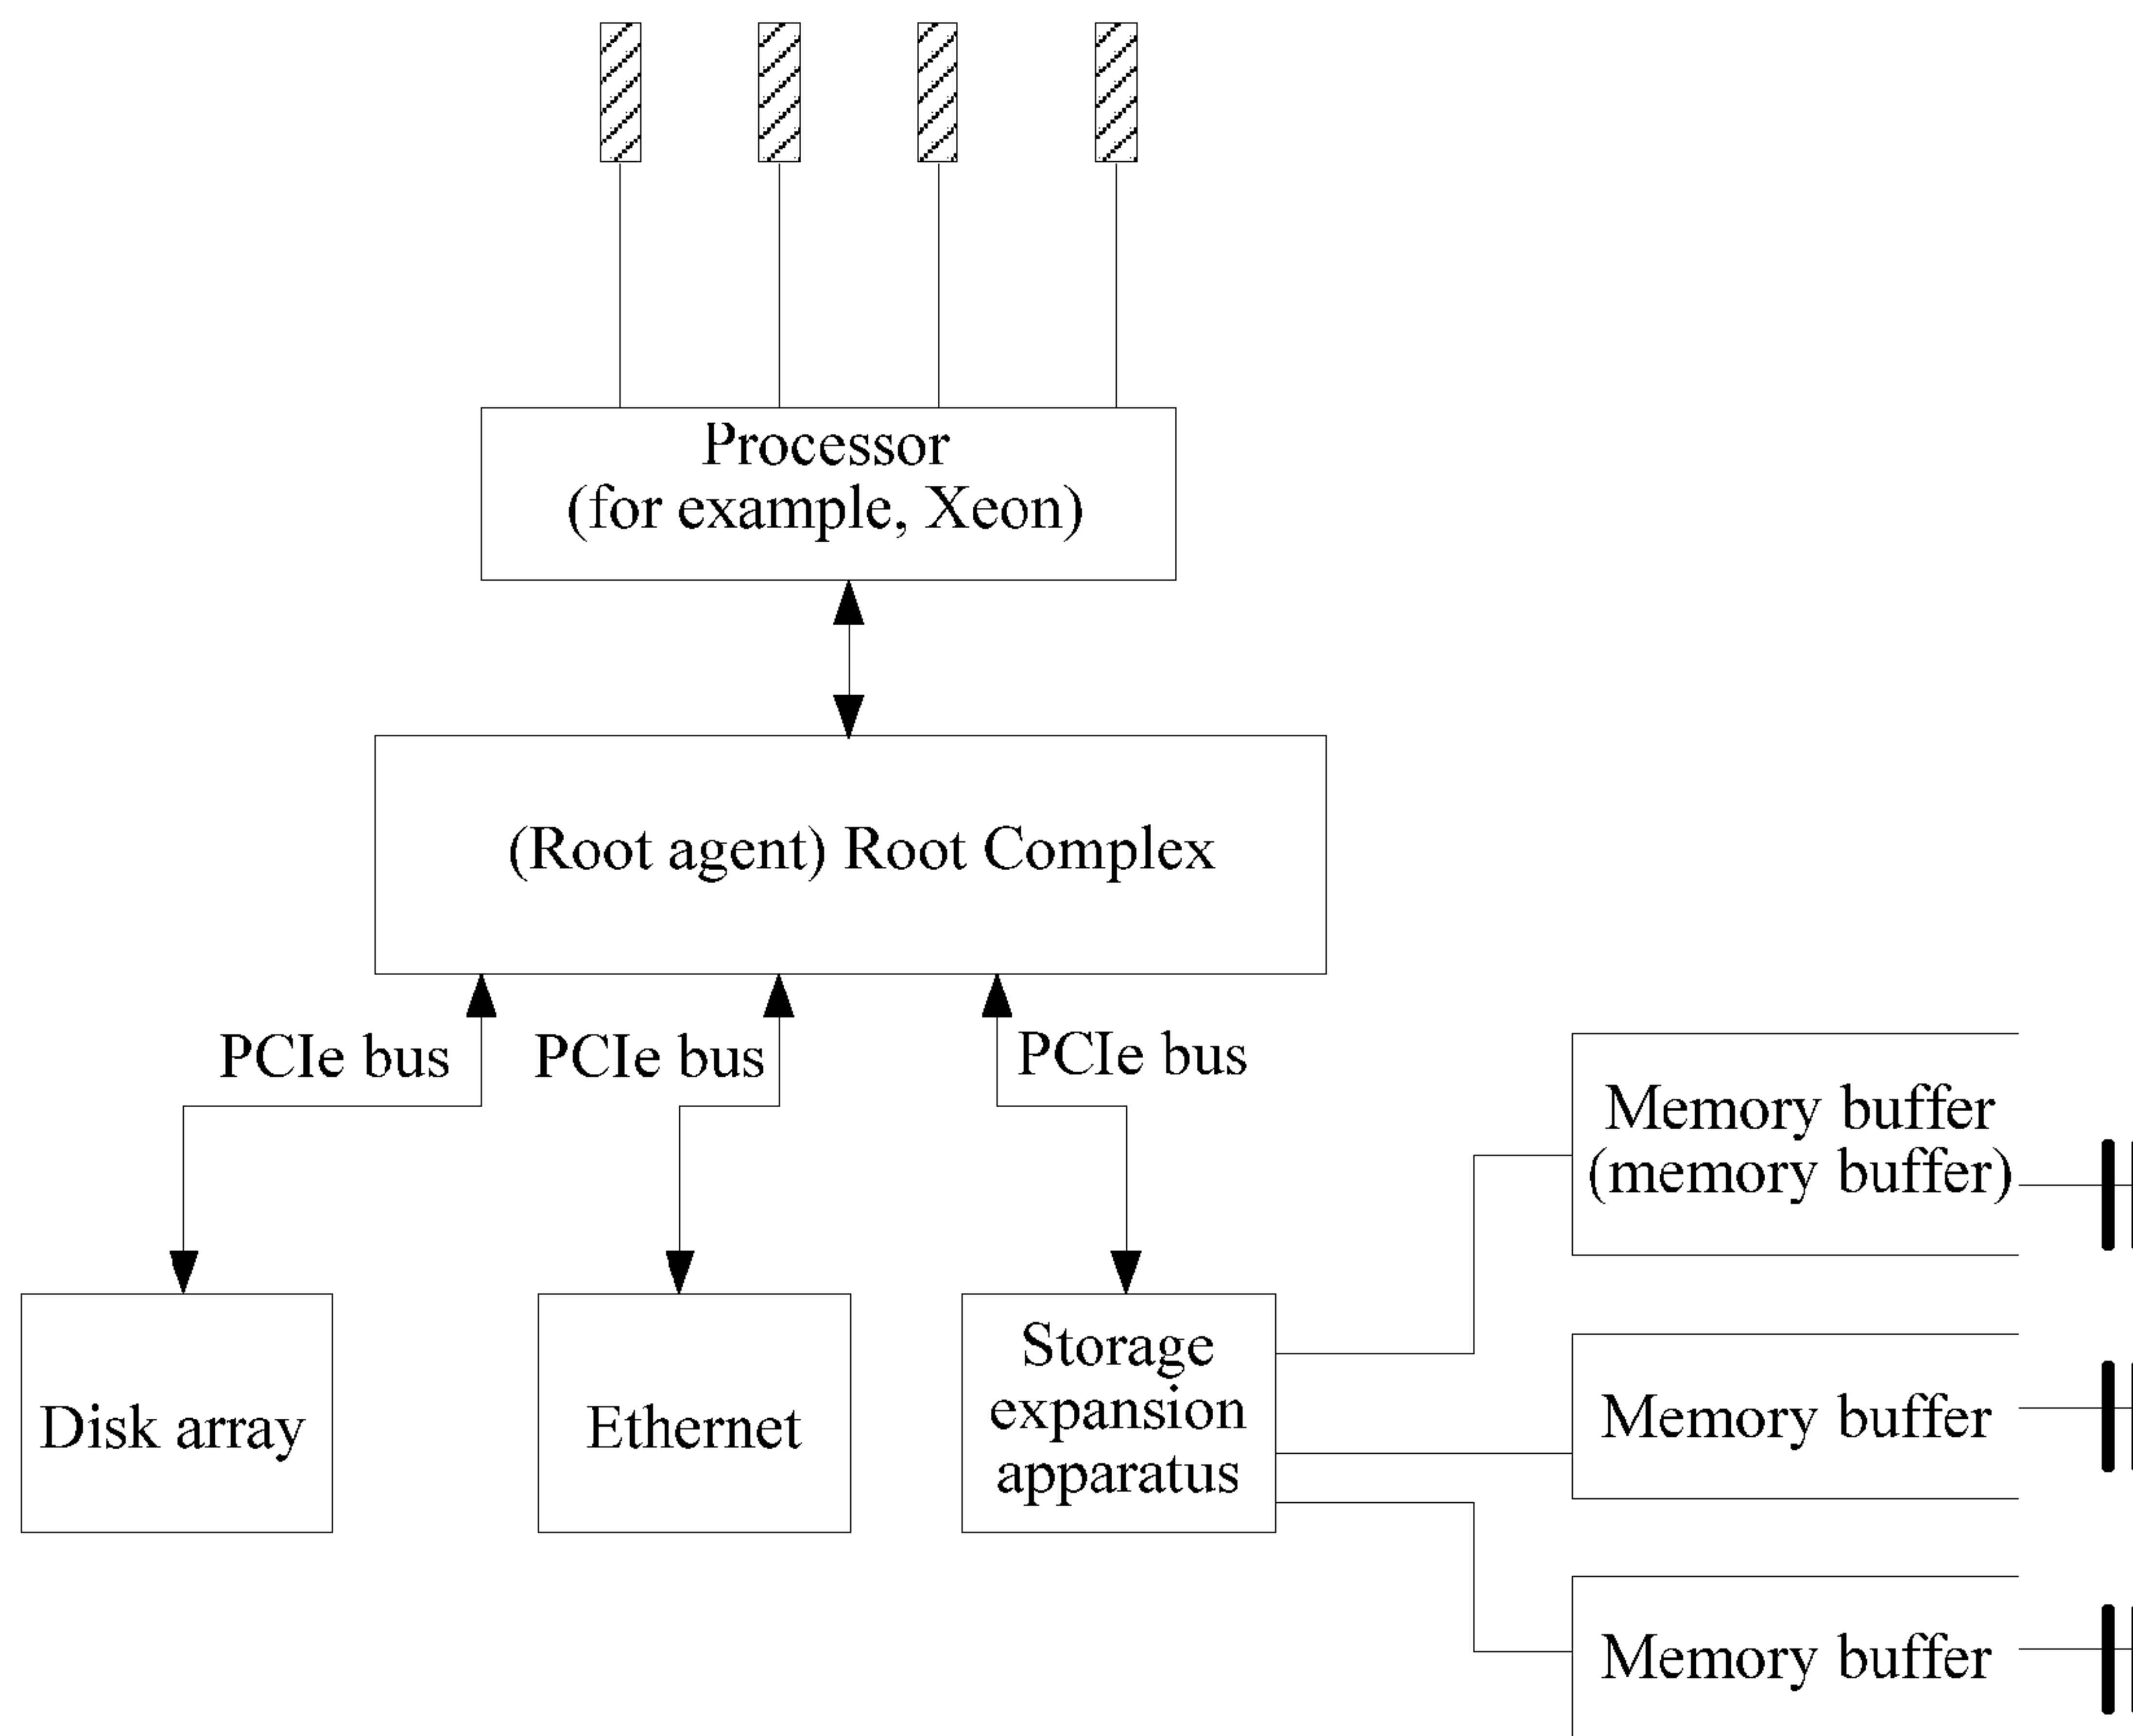 Processor
(for example, Xeon)
(Root agent) Root Complex
PCIe bus
PCIe bus
PCIe bus
Memory buffer
(memory buffer)
Disk array
Ethernet
Storage
expansion
apparatus
Memory buffer
Memory buffer